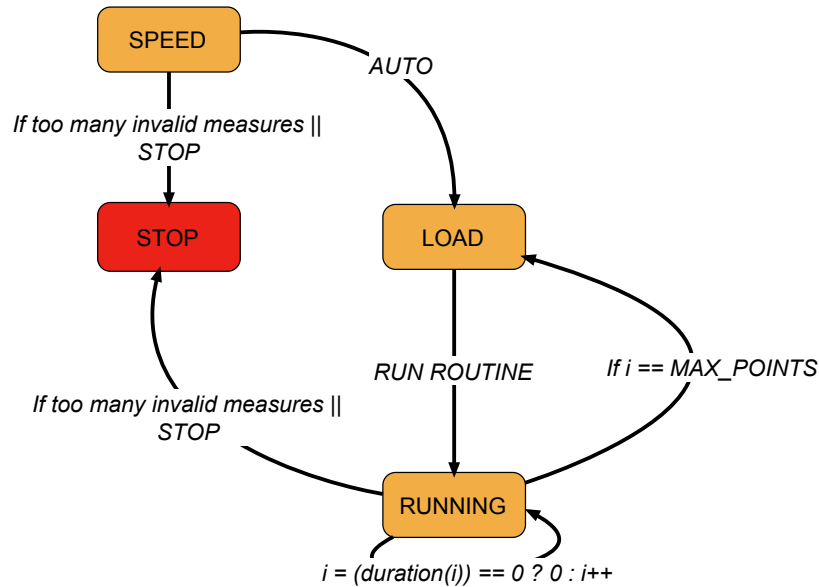 SPEED
AUTO
If too many invalid measures ||
STOP
STOP
LOAD
RUN ROUTINE
If i == MAX_POINTS
If too many invalid measures ||
STOP
RUNNING
i = (duration(i)) == 0 ? 0 : i++